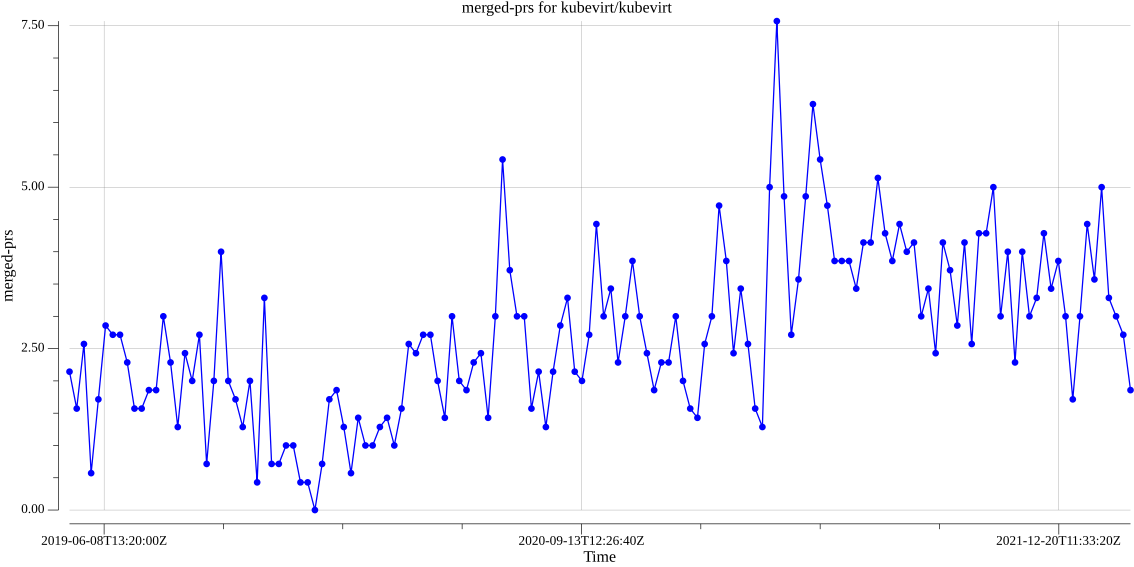 merged-prs for kubevirt/kubevirt
7.50
5.00
2.50
0.00
merged-prs
2019-06-08T13:20:00Z
2020-09-13T12:26:40Z
2021-12-20T11:33:20Z
Time